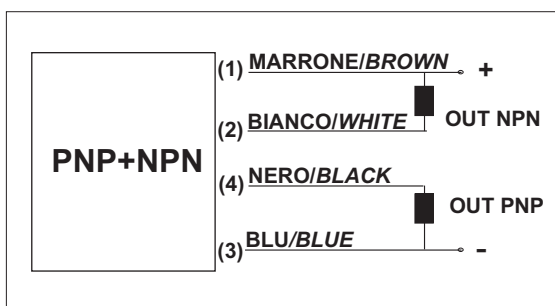 (1) MARRONE/BROWN +
(2) BIANCO/WHITE OUT NPN
PNP+NPN
(4) NERO/BLACK
OUT PNP
(3) BLU/BLUE -